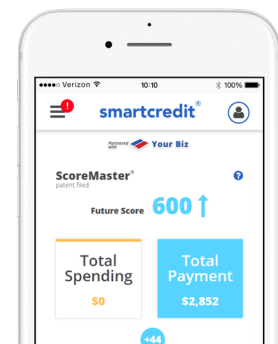 Verizon 10:10 100%
!
smartcredit®
Partnered with Your Biz
ScoreMaster®
patent filed
?
Future Score 600 ↑
Total Spending
$0
Total Payment
$2,852
+44